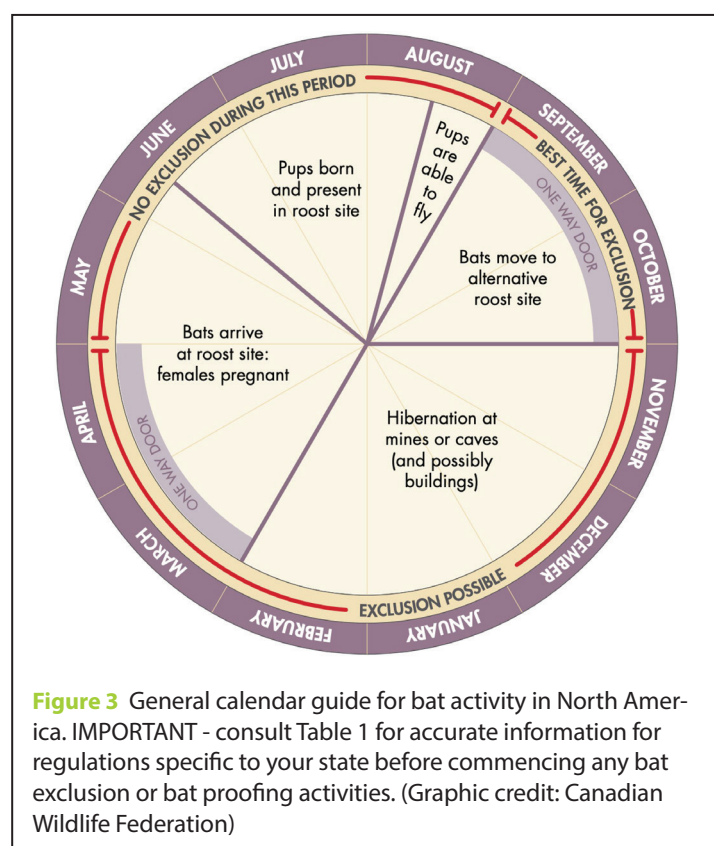 JULY
AUGUST
SEPTEMBER
OCTOBER
NOVEMBER
DECEMBER
JANUARY
FEBRUARY
MARCH
APRIL
MAY
JUNE
NO EXCLUSION DURING THIS PERIOD
BEST TIME FOR EXCLUSION
EXCLUSION POSSIBLE
Pups born
and present
in roost site
Pups
are
able
to
fly
ONE WAY DOOR
Bats move to
alternative
roost site
Bats arrive
at roost site:
females pregnant
ONE WAY DOOR
Hibernation at
mines or caves
(and possibly
buildings)
Figure 3 General calendar guide for bat activity in North Amer-
ica. IMPORTANT - consult Table 1 for accurate information for
regulations specific to your state before commencing any bat
exclusion or bat proofing activities. (Graphic credit: Canadian
Wildlife Federation)